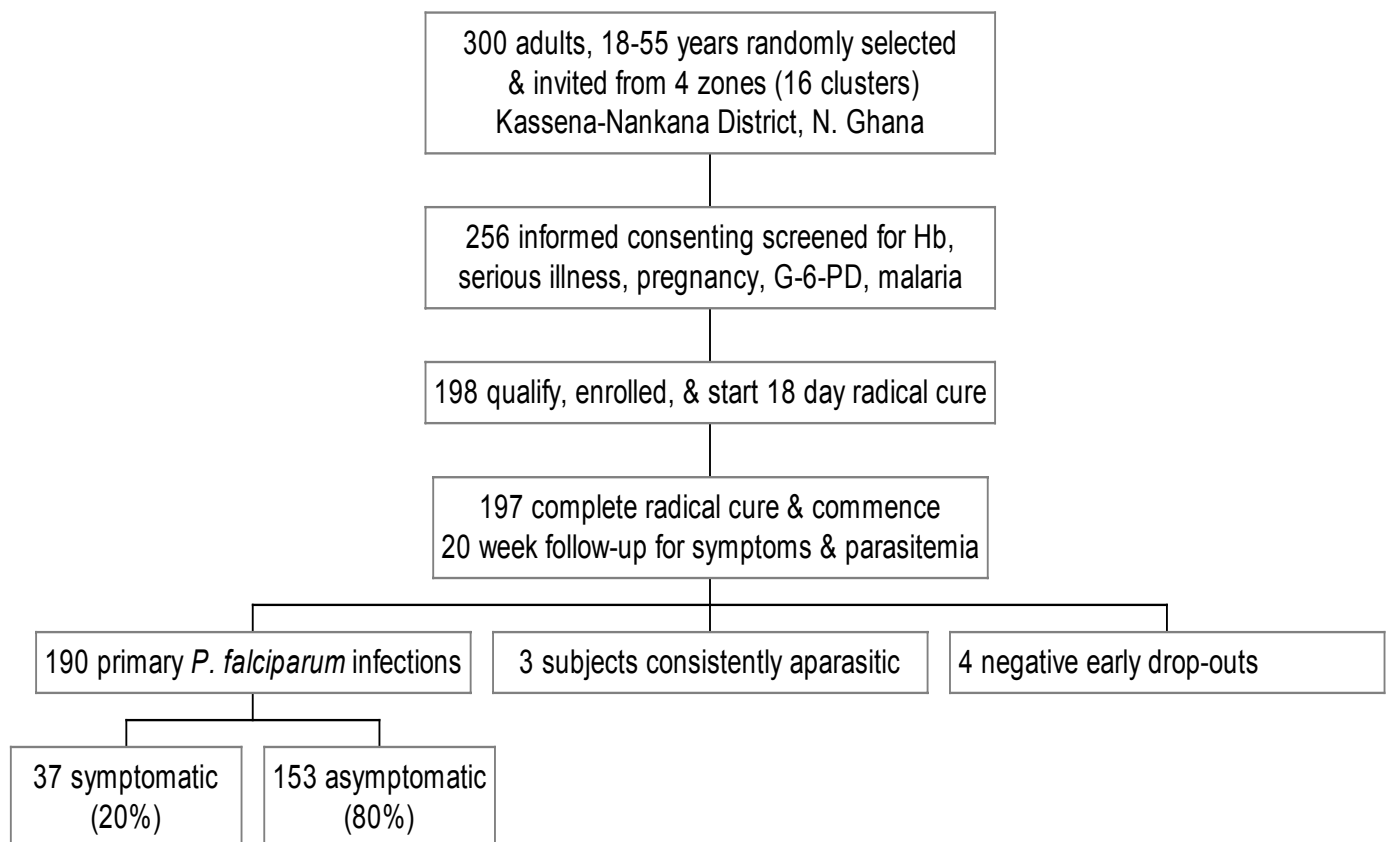 300 adults, 18-55 years randomly selected
& invited from 4 zones (16 clusters)
Kassena-Nankana District, N. Ghana
256 informed consenting screened for Hb,
serious illness, pregnancy, G-6-PD, malaria
198 qualify, enrolled, & start 18 day radical cure
197 complete radical cure & commence
20 week follow-up for symptoms & parasitemia
190 primary P. falciparum infections
3 subjects consistently aparasitic
4 negative early drop-outs
37 symptomatic
(20%)
153 asymptomatic
(80%)